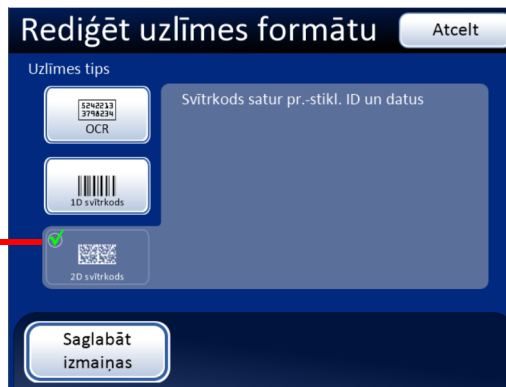 Rediģēt uzlīmes formātu
Atcelt
Uzlīmes tips
5242213
3798234
OCR
Svītrkods satur pr.-stikl. ID un datus
1D svītrkods
2D svītrkods
Saglabāt
izmaiņas